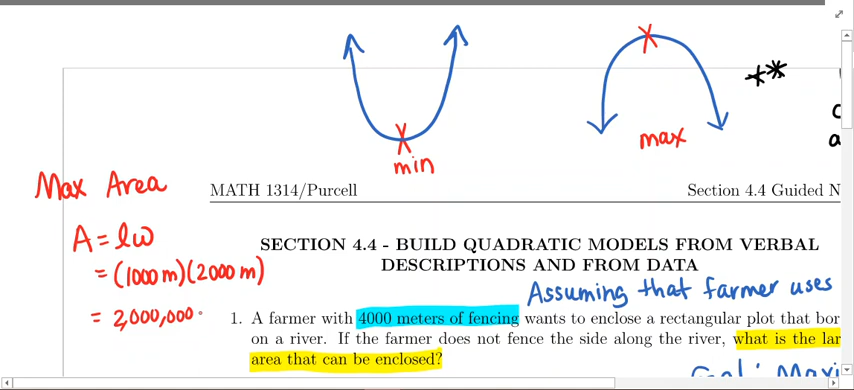 min
max
**
Max Area
MATH 1314/Purcell Section 4.4 Guided N
A = lw
= (1000 m)(2000 m)
= 2,000,000
SECTION 4.4 - BUILD QUADRATIC MODELS FROM VERBAL
DESCRIPTIONS AND FROM DATA
Assuming that farmer uses
1. A farmer with 4000 meters of fencing wants to enclose a rectangular plot that bor
on a river. If the farmer does not fence the side along the river, what is the lar
area that can be enclosed?